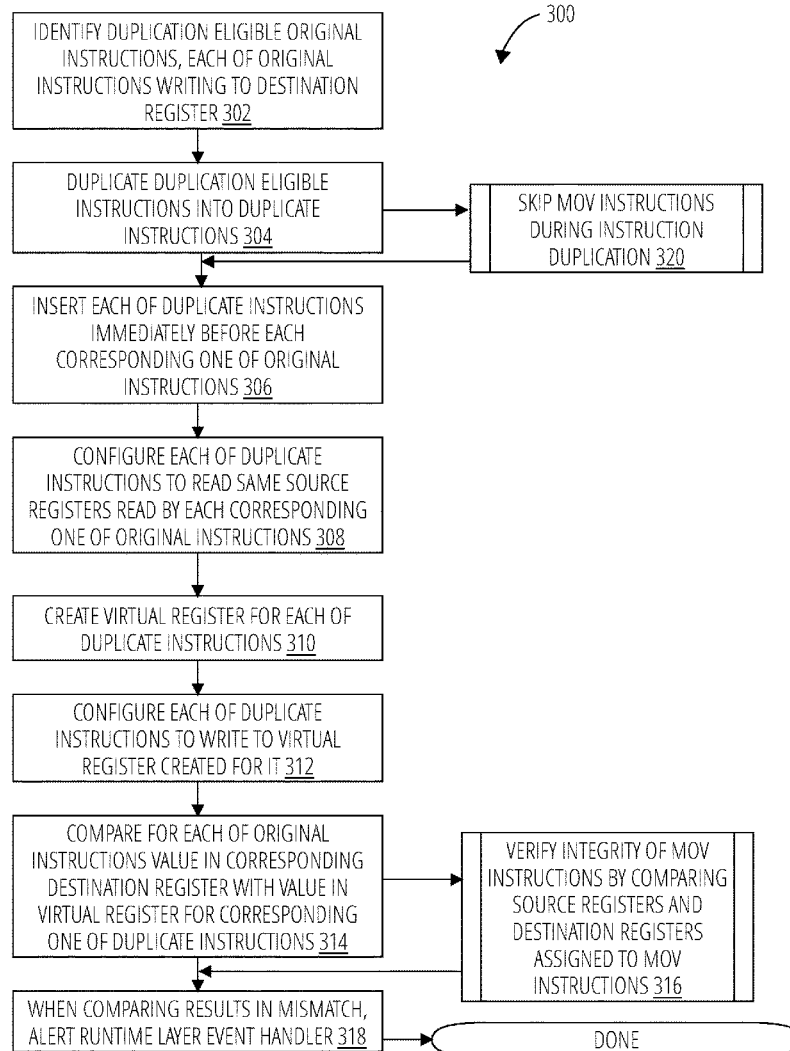 300
IDENTIFY DUPLICATION ELIGIBLE ORIGINAL
INSTRUCTIONS, EACH OF ORIGINAL
INSTRUCTIONS WRITING TO DESTINATION
REGISTER 302
DUPLICATE DUPLICATION ELIGIBLE
INSTRUCTIONS INTO DUPLICATE
INSTRUCTIONS 304
SKIP MOV INSTRUCTIONS
DURING INSTRUCTION
DUPLICATION 320
INSERT EACH OF DUPLICATE INSTRUCTIONS
IMMEDIATELY BEFORE EACH
CORRESPONDING ONE OF ORIGINAL
INSTRUCTIONS 306
CONFIGURE EACH OF DUPLICATE
INSTRUCTIONS TO READ SAME SOURCE
REGISTERS READ BY EACH CORRESPONDING
ONE OF ORIGINAL INSTRUCTIONS 308
CREATE VIRTUAL REGISTER FOR EACH OF
DUPLICATE INSTRUCTIONS 310
CONFIGURE EACH OF DUPLICATE
INSTRUCTIONS TO WRITE TO VIRTUAL
REGISTER CREATED FOR IT 312
COMPARE FOR EACH OF ORIGINAL
INSTRUCTIONS VALUE IN CORRESPONDING
DESTINATION REGISTER WITH VALUE IN
VIRTUAL REGISTER FOR CORRESPONDING
ONE OF DUPLICATE INSTRUCTIONS 314
VERIFY INTEGRITY OF MOV
INSTRUCTIONS BY COMPARING
SOURCE REGISTERS AND
DESTINATION REGISTERS
ASSIGNED TO MOV
INSTRUCTIONS 316
WHEN COMPARING RESULTS IN MISMATCH,
ALERT RUNTIME LAYER EVENT HANDLER 318
DONE